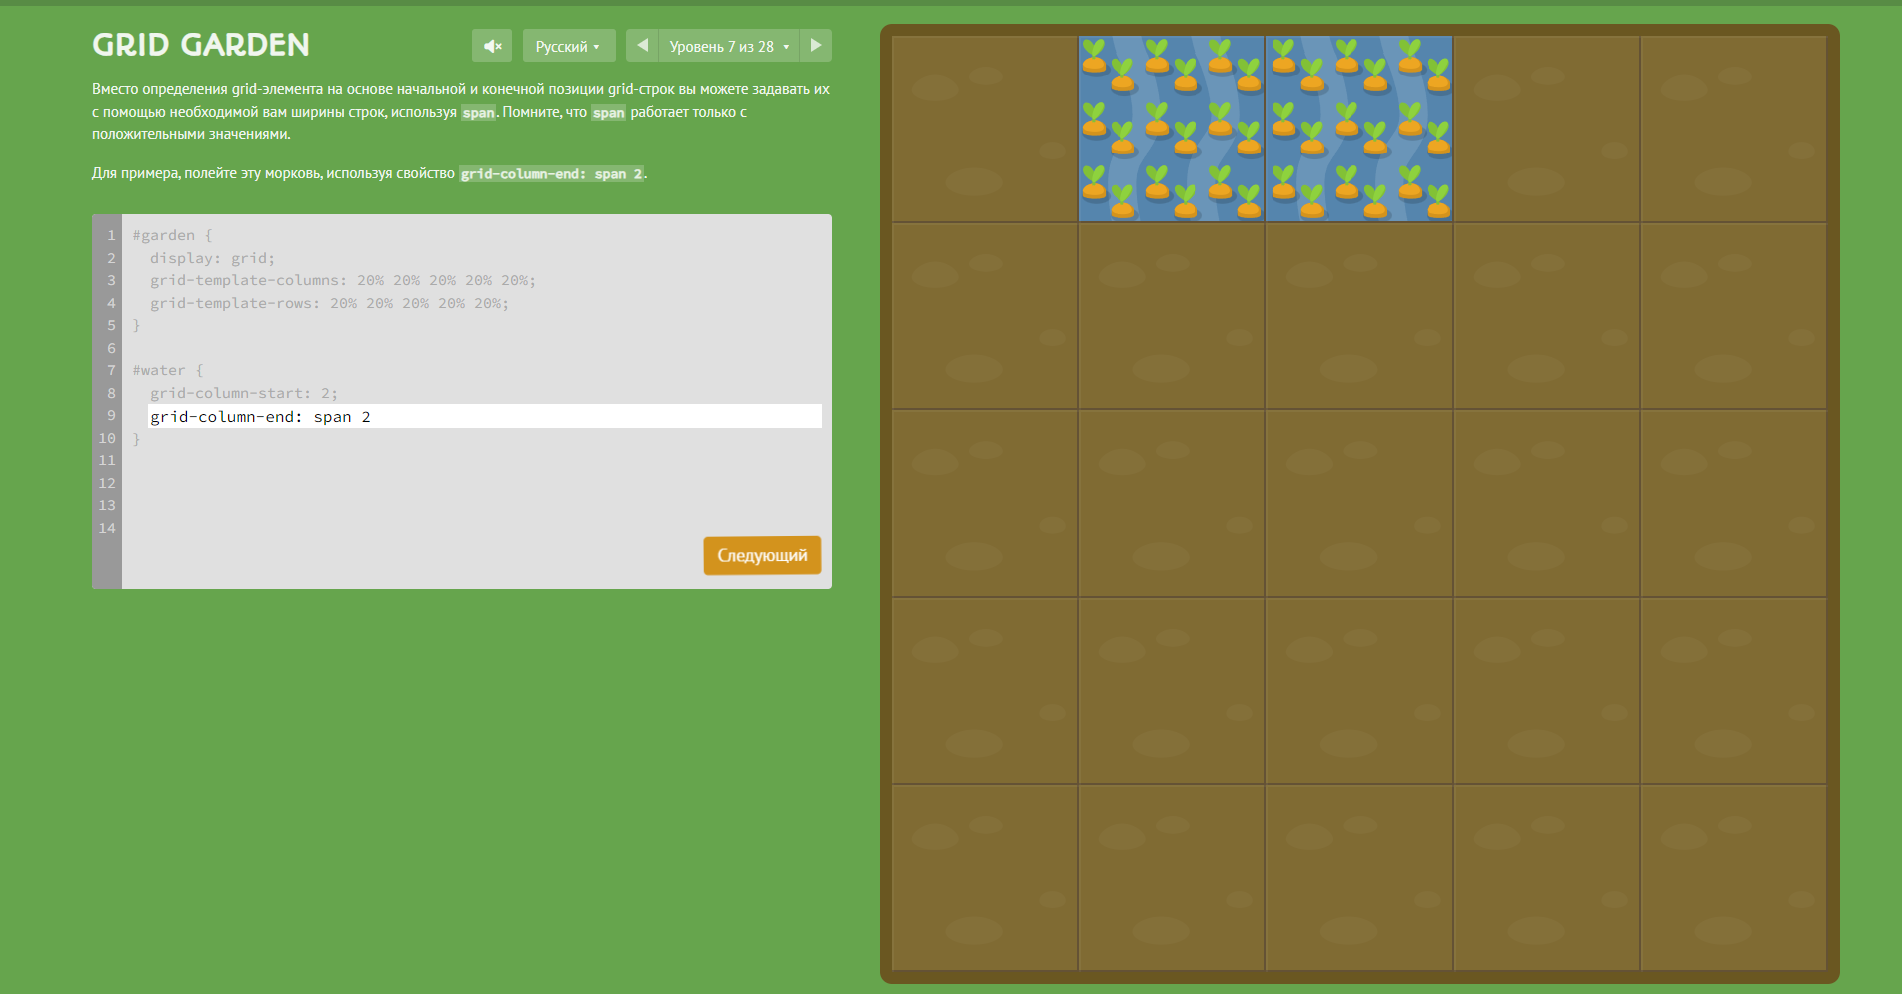 GRID GARDEN
Русский
Уровень 7 из 28
Вместо определения grid-элемента на основе начальной и конечной позиции grid-строк вы можете задавать их
с помощью необходимой вам ширины строк, используя span. Помните, что span работает только с
положительными значениями.
Для примера, полейте эту морковь, используя свойство grid-column-end: span 2.
1 #garden {
2 display: grid;
3 grid-template-columns: 20% 20% 20% 20% 20%;
4 grid-template-rows: 20% 20% 20% 20% 20%;
5 }
6
7 #water {
8 grid-column-start: 2;
9 grid-column-end: span 2
10 }
11
12
13
14
Следующий